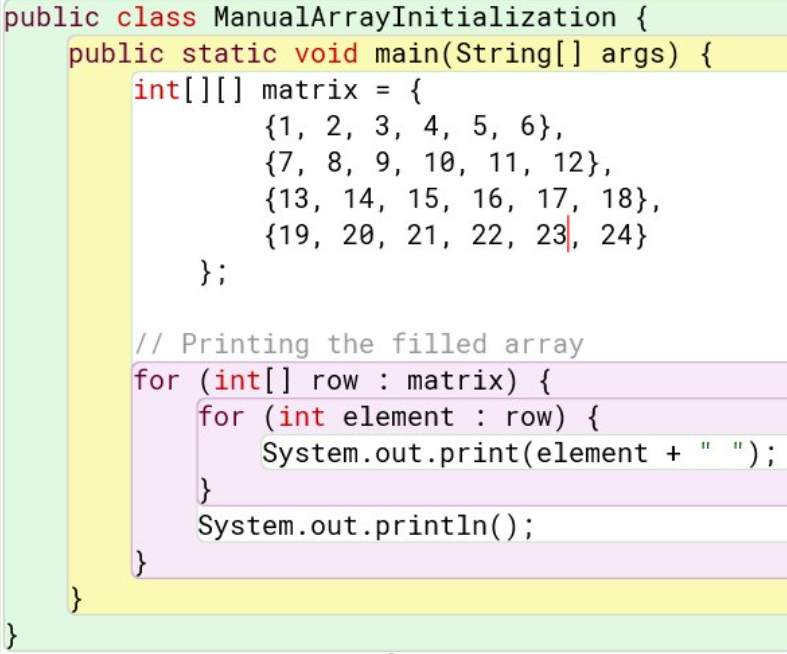 public class ManualArrayInitialization {
    public static void main(String[] args) {
        int[][] matrix = {
                {1, 2, 3, 4, 5, 6},
                {7, 8, 9, 10, 11, 12},
                {13, 14, 15, 16, 17, 18},
                {19, 20, 21, 22, 23, 24}
            };

        // Printing the filled array
        for (int[] row : matrix) {
            for (int element : row) {
                System.out.print(element + " ");
            }
            System.out.println();
        }
    }
}